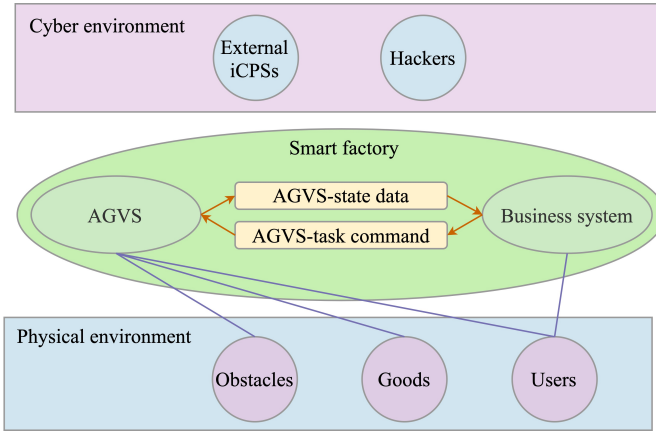 Cyber environment
External
iCPSs
Hackers
Smart factory
AGVS
AGVS-state data
AGVS-task command
Business system
Physical environment
Obstacles
Goods
Users